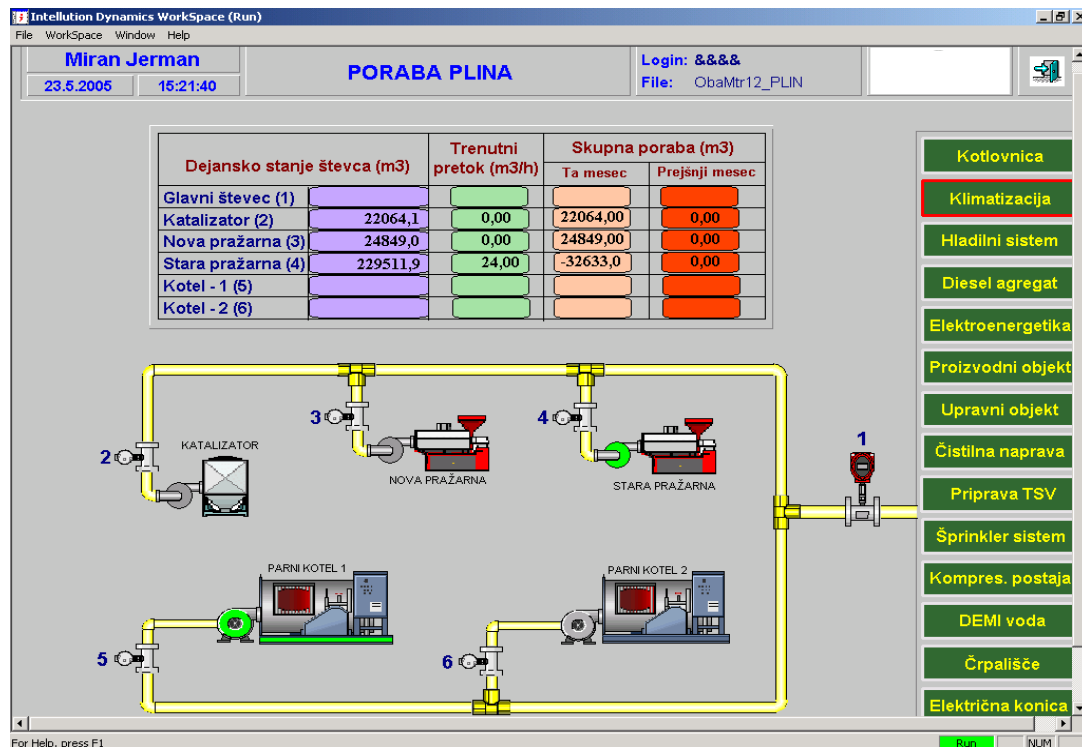 Intellution Dynamics WorkSpace (Run)
File WorkSpace Window Help
Miran Jerman
23.5.2005 15:21:40
PORABA PLINA
Login: &&&&
File: ObaMtr12_PLIN
Dejansko stanje števca (m3)
Trenutni
pretok (m3/h)
Skupna poraba (m3)
Ta mesec Prejšnji mesec
Glavni števec (1)
Katalizator (2) 22064,1 0,00 22064,00 0,00
Nova pražarna (3) 24849,0 0,00 24849,00 0,00
Stara pražarna (4) 229511,9 24,00 -32633,0 0,00
Kotel - 1 (5)
Kotel - 2 (6)
Kotlovnica
Klimatizacija
Hladilni sistem
Diesel agregat
Elektroenergetika
Proizvodni objekt
Upravni objekt
Čistilna naprava
Priprava TSV
Šprinkler sistem
Kompres. postaja
DEMI voda
Črpališče
Električna konica
3
4
1
2
KATALIZATOR
NOVA PRAŽARNA
STARA PRAŽARNA
PARNI KOTEL 1
PARNI KOTEL 2
5
6
For Help, press F1
Run NUM